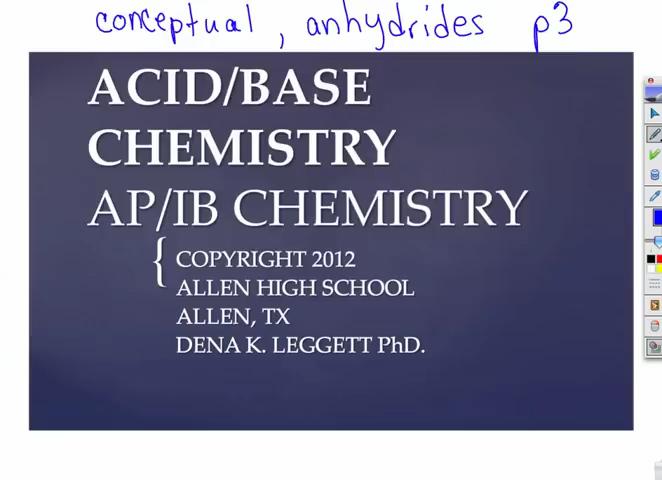 conceptual, anhydrides p3
ACID/BASE
CHEMISTRY
AP/IB CHEMISTRY
{ COPYRIGHT 2012
ALLEN HIGH SCHOOL
ALLEN, TX
DENA K. LEGGETT PhD.